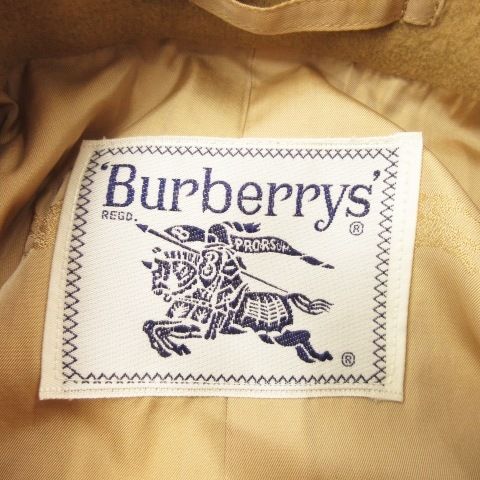 'Burberrys'
REGD.
®
PRORSUM
®